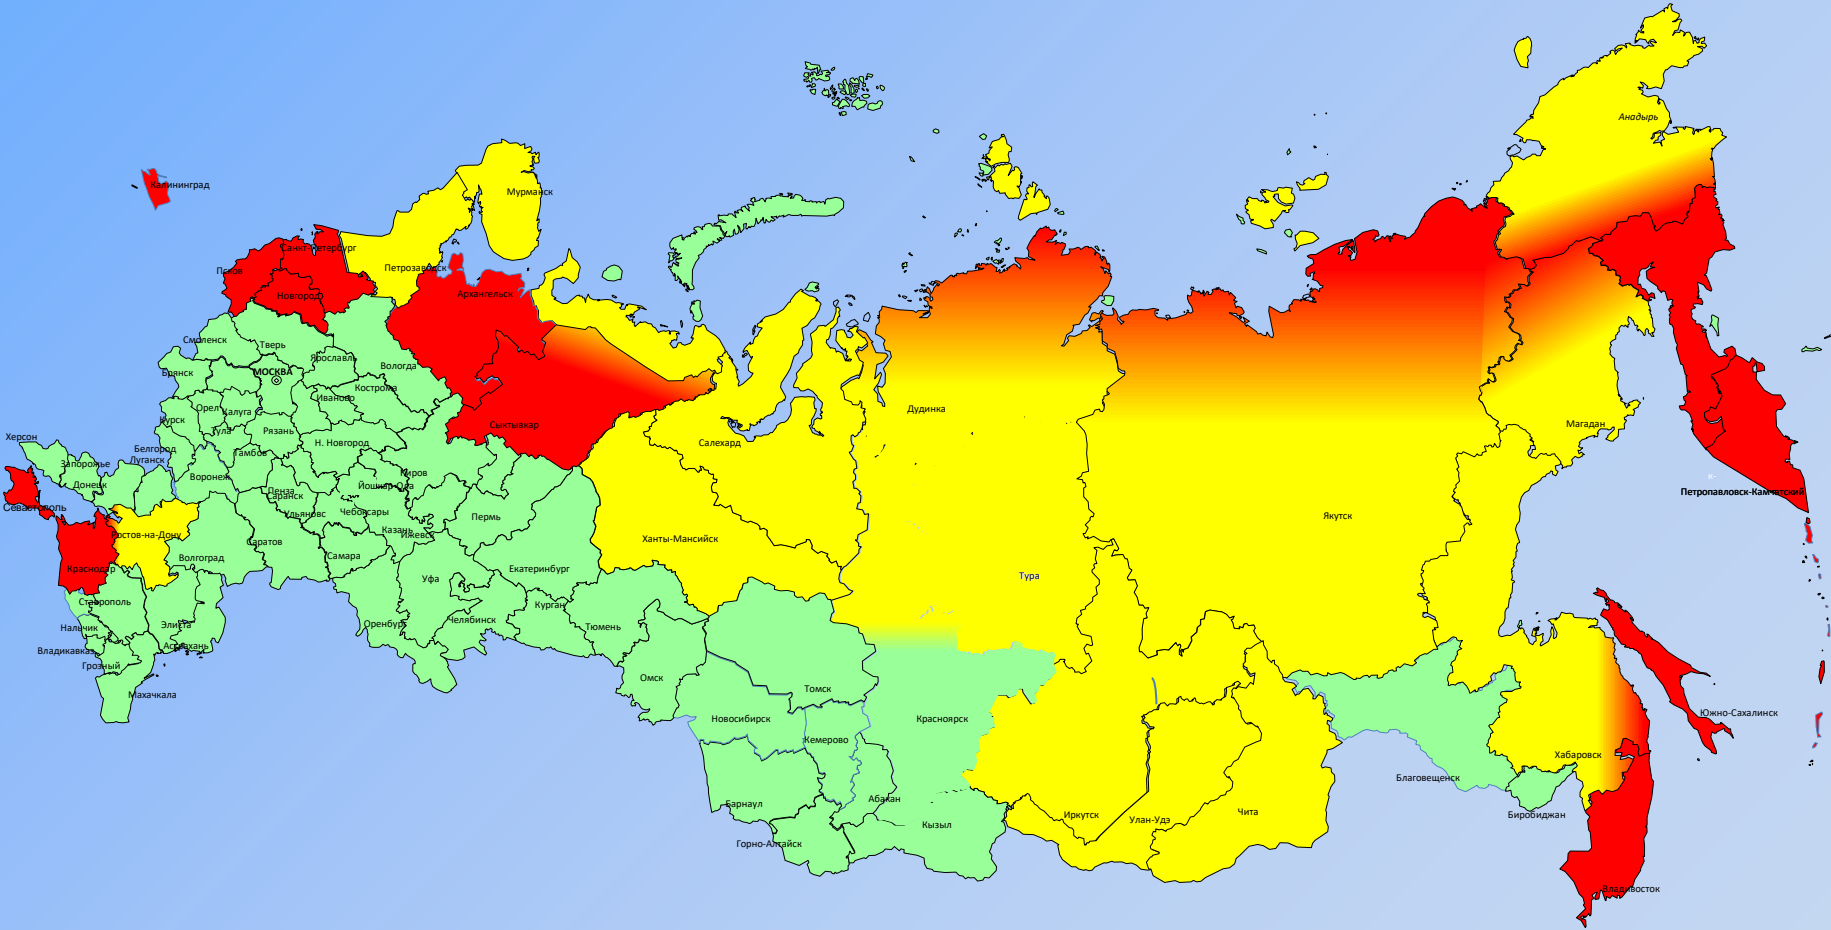 Анадырь
Калининград
Мурманск
Санкт-Петербург
Петрозаводск
Псков
Новгород
Архангельск
Смоленск
Тверь
Ярославль
Вологда
Брянск
МОСКВА
Кострома
Иваново
Орел
Калуга
Дудинка
Курск
Тула
Рязань
Сыктывкар
Магадан
Херсон
Н. Новгород
Салехард
Белгород
Тамбов
Луганск
Запорожье
Киров
Воронеж
Донецк
Пенза
Йошкар-Ола
Саранск
к-
Петропавловск-Камчатский
Севастополь
Ульяновс
Чебоксары
Пермь
Якутск
Казань
Ижевск
Ростов-на-Дону
Саратов
Ханты-Мансийск
Волгоград
Самара
Краснодар
Екатеринбург
Уфа
Тура
Ставрополь
Курган
Челябинск
Нальчик
Элиста
Оренбург
Тюмень
Астрахань
Владикавказ
Грозный
Омск
Махачкала
Томск
Новосибирск
Красноярск
Южно-Сахалинск
Кемерово
Хабаровск
Благовещенск
Барнаул
Абакан
Чита
Иркутск
Улан-Удэ
Биробиджан
Кызыл
Горно-Алтайск
Владивосток